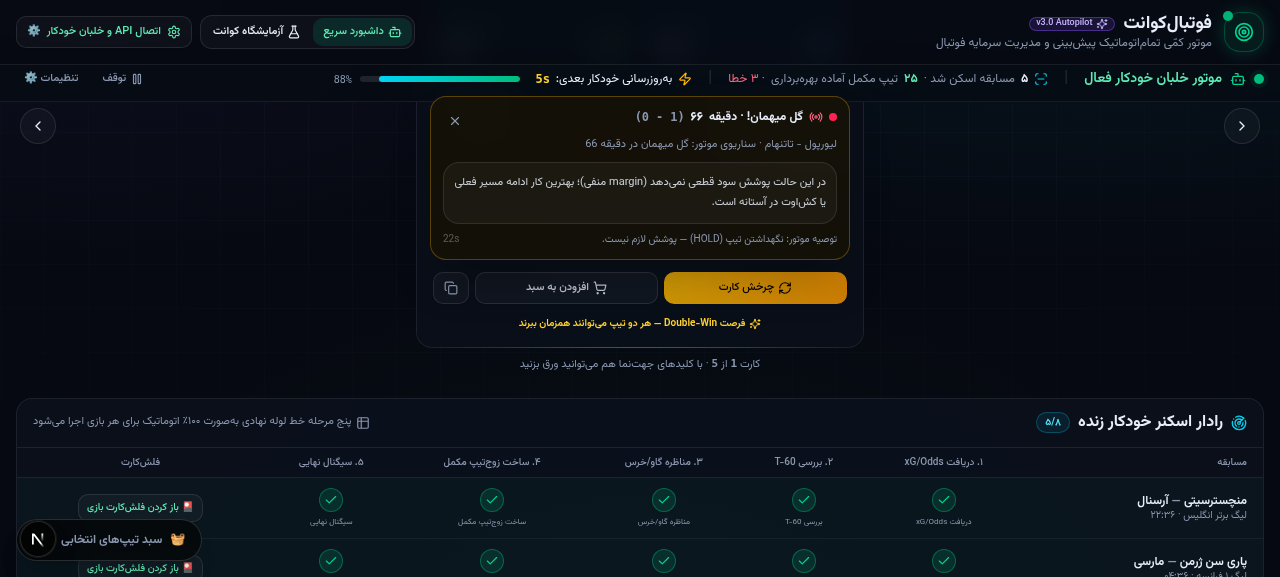 فوتبال‌کوانت
v3.0 Autopilot
موتور کمّی تمام‌اتوماتیک پیش‌بینی و مدیریت سرمایه فوتبال
داشبورد سریع
آزمایشگاه کوانت
اتصال API و خلبان خودکار ⚙️
موتور خلبان خودکار فعال
۵ مسابقه اسکن شد · ۲۵ تیپ مکمل آماده بهره‌برداری · ۳ خطا
به‌روزرسانی خودکار بعدی: 5s
88%
توقف
تنظیمات ⚙️
گل میهمان! · دقیقه ۶۶ (0 - 1)
لیورپول - تاتنهام · سناریوی موتور: گل میهمان در دقیقه 66
در این حالت پوشش سود قطعی نمی‌دهد (margin منفی)؛ بهترین کار ادامه مسیر فعلی
یا کش‌اوت در آستانه است.
توصیه موتور: نگهداشتن تیپ (HOLD) — پوشش لازم نیست.
22s
چرخش کارت
افزودن به سبد
فرصت Double-Win — هر دو تیپ می‌توانند همزمان ببرند
کارت 1 از 5 · با کلیدهای جهت‌نما هم می‌توانید ورق بزنید
رادار اسکنر خودکار زنده
۵/۸
پنج مرحله خط لوله نهادی به‌صورت ۱۰۰٪ اتوماتیک برای هر بازی اجرا می‌شود
مسابقه
۱. دریافت xG/Odds
۲. بررسی T-60
۳. مناظره گاو/خرس
۴. ساخت زوج‌تیپ مکمل
۵. سیگنال نهایی
فلش‌کارت
منچسترسیتی — آرسنال
لیگ برتر انگلیس · ۲۲:۳۶
دریافت xG/Odds
بررسی T-60
مناظره گاو/خرس
ساخت زوج‌تیپ مکمل
سیگنال نهایی
باز کردن فلش‌کارت بازی
پاری سن ژرمن — مارسی
لیگ ۱ فرانسه · ۰۴:۳۶
باز کردن فلش‌کارت بازی
سبد تیپ‌های انتخابی
N